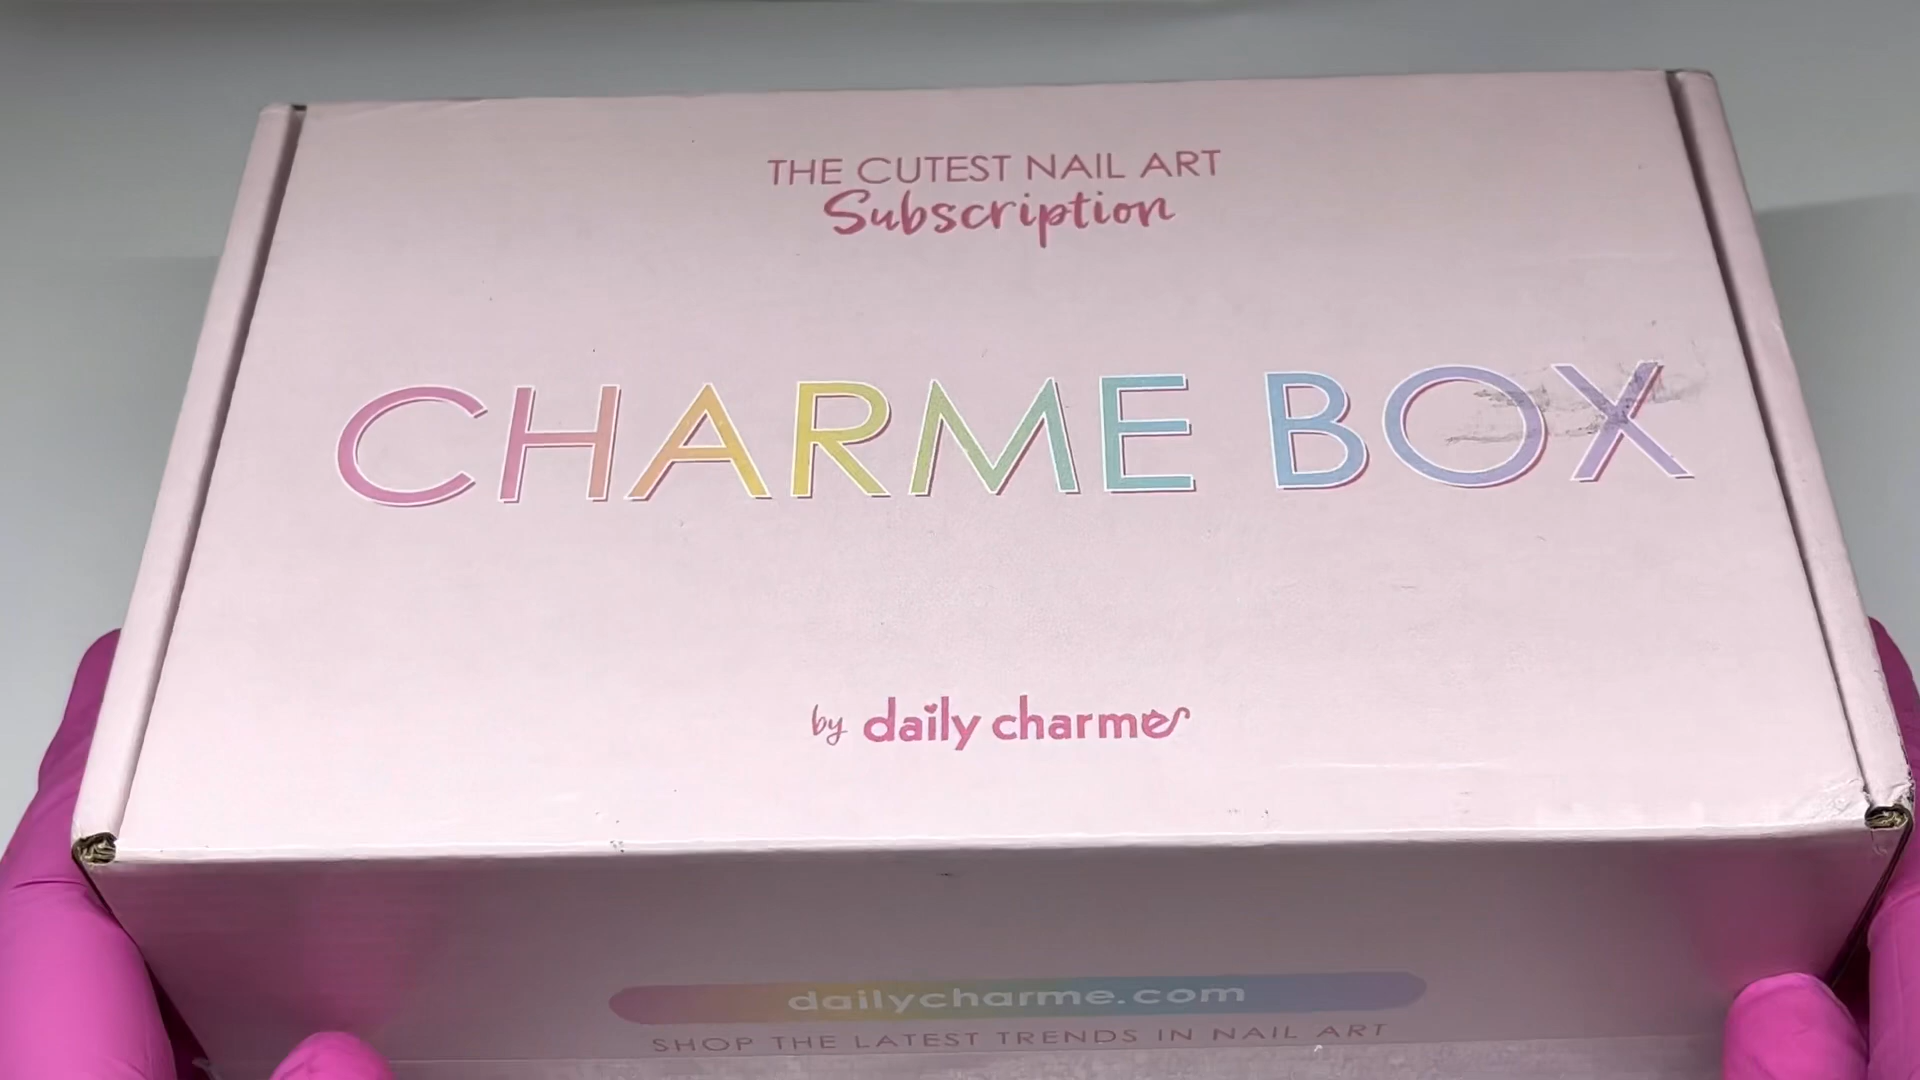 THE CUTEST NAIL ART
Subscription
CHARME BOX
by daily charme
dailycharme.com
SHOP THE LATEST TRENDS IN NAIL ART